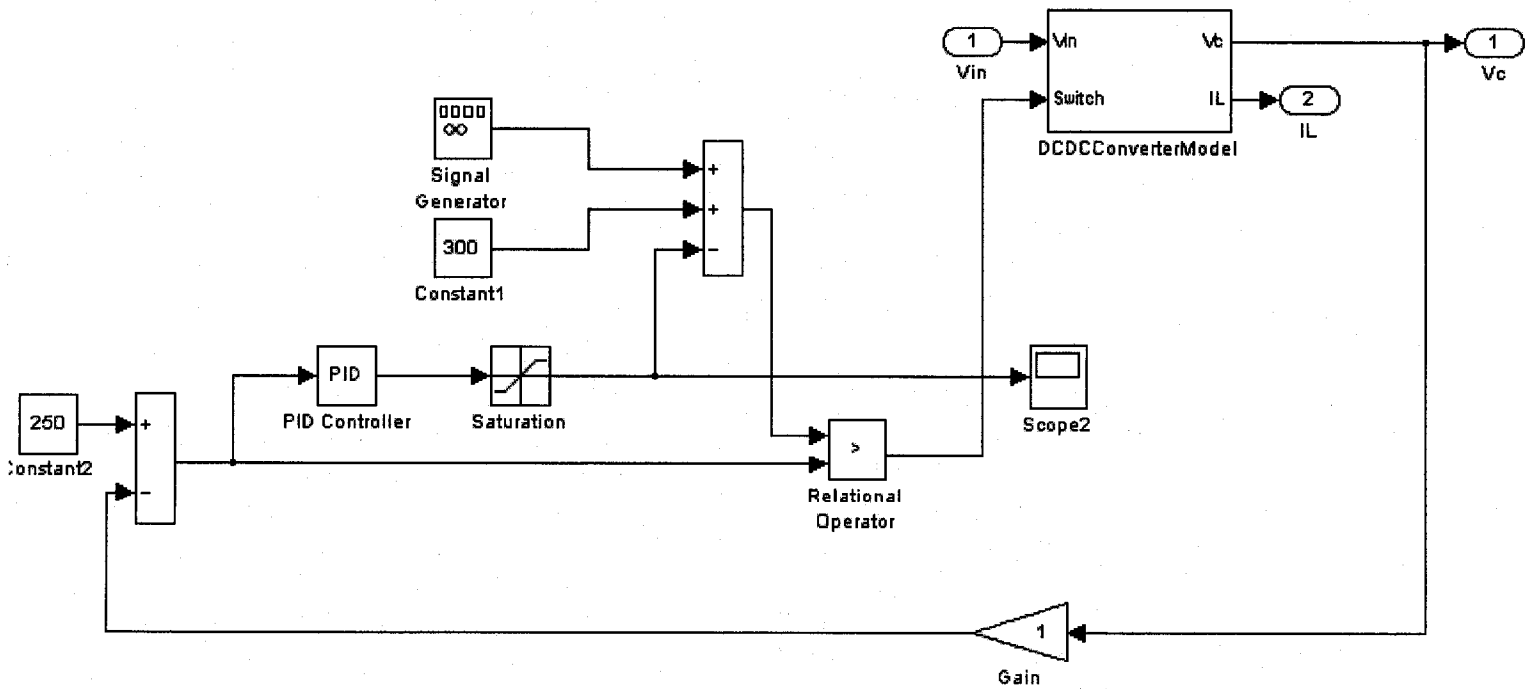 1
Vin
Vin
Switch
Vc
IL
DCDCConverterModel
1
Vc
2
IL
Signal
Generator
300
Constant1
+
+
-
PID
PID Controller
Saturation
Scope2
250
:onstant2
+
-
>
Relational
Operator
1
Gain